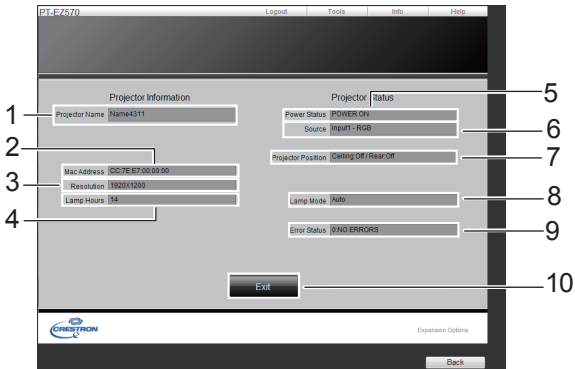 PT-EZ570
Logout Tools Info Help
Projector Information
Projector Status
1 Projector Name Name4311
Power Status POWER ON 5
Source Input1 - RGB 6
2
Projector Position Ceiling:Off / Rear:Off 7
Mac Address CC:7E:E7:00:00:00
3 Resolution 1920X1200
Lamp Hours 14
4
Lamp Mode Auto 8
Error Status 0:NO ERRORS 9
Exit 10
CRESTRON
Expansion Options
Back